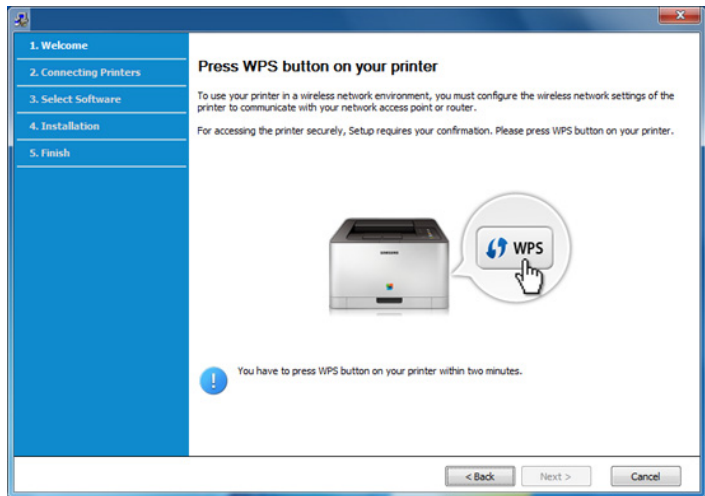 1. Welcome
2. Connecting Printers
3. Select Software
4. Installation
5. Finish
Press WPS button on your printer
To use your printer in a wireless network environment, you must configure the wireless network settings of the
printer to communicate with your network access point or router.
For accessing the printer securely, Setup requires your confirmation. Please press WPS button on your printer.
SAMSUNG
WPS
You have to press WPS button on your printer within two minutes.
< Back
Next >
Cancel